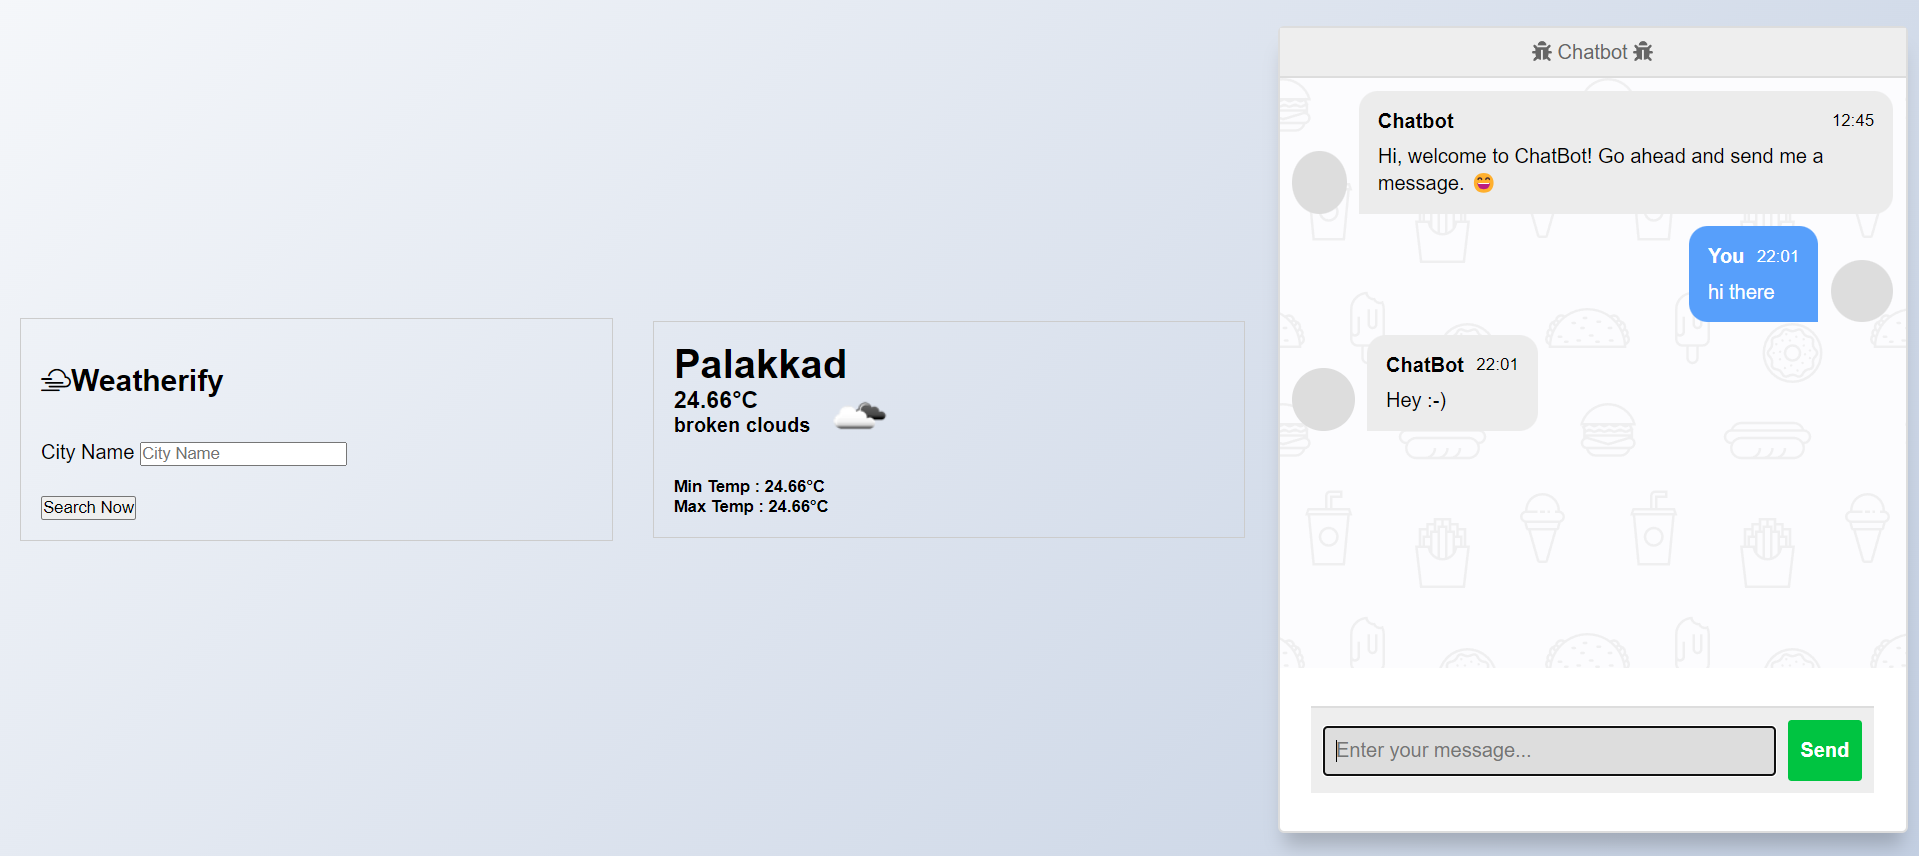 Weatherify
City Name City Name
Search Now
Palakkad
24.66°C
broken clouds
Min Temp : 24.66°C
Max Temp : 24.66°C
Chatbot
Chatbot 12:45
Hi, welcome to ChatBot! Go ahead and send me a
message. 😄
You 22:01
hi there
ChatBot 22:01
Hey :-)
Enter your message... Send